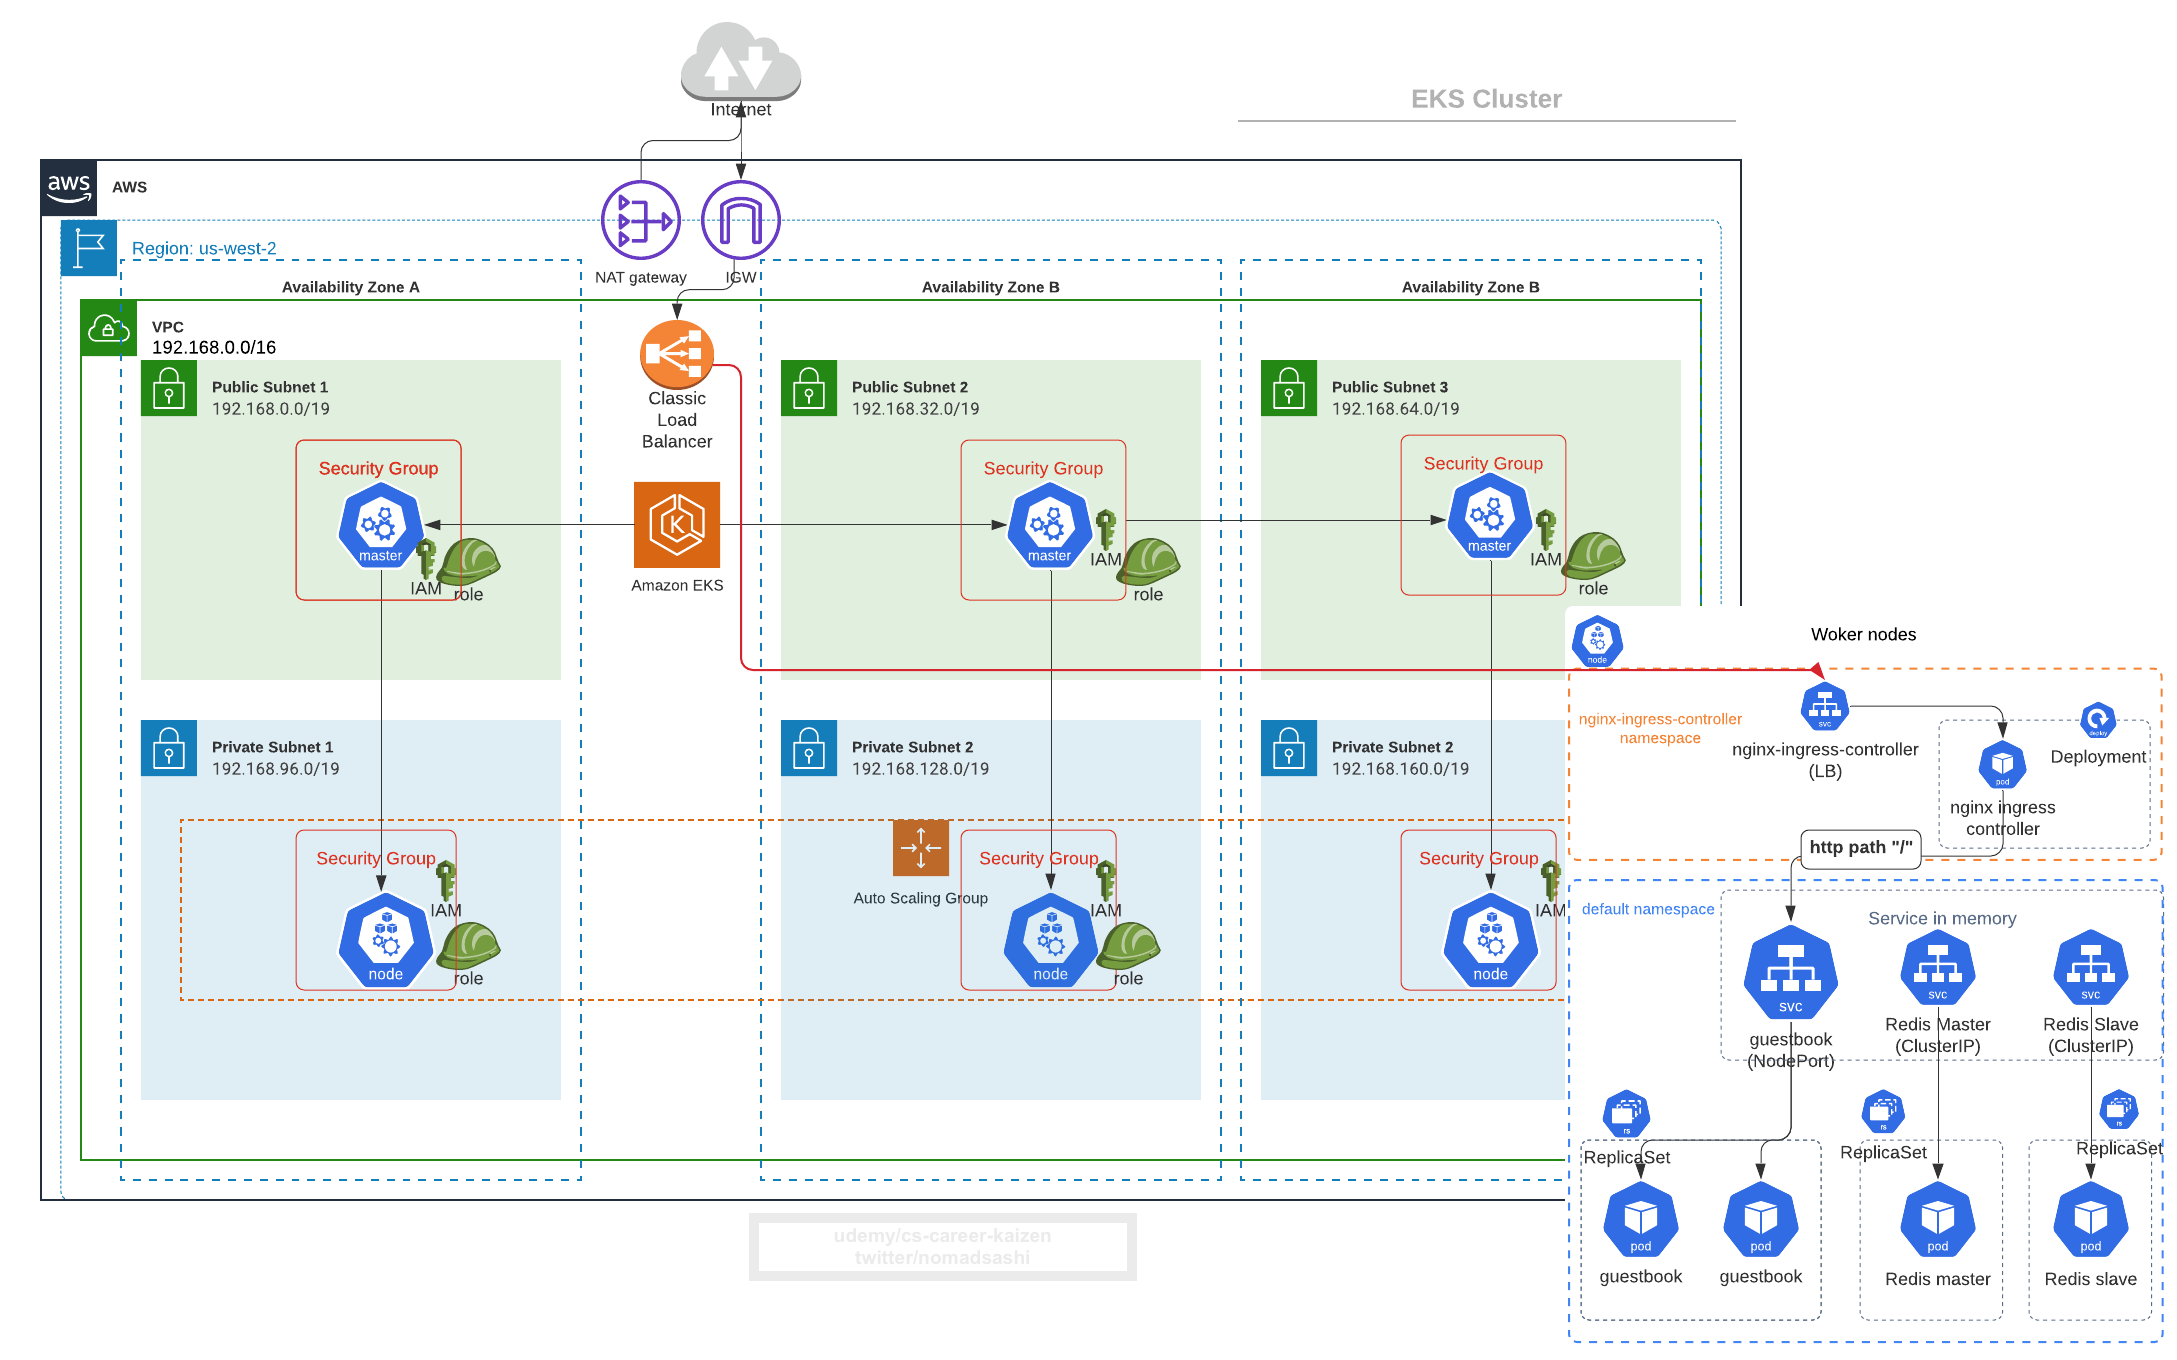 Internet
EKS Cluster
aws
AWS
Region: us-west-2
NAT gateway
IGW
Availability Zone A
Availability Zone B
Availability Zone B
VPC
192.168.0.0/16
Public Subnet 1
192.168.0.0/19
Classic
Load
Balancer
Public Subnet 2
192.168.32.0/19
Public Subnet 3
192.168.64.0/19
Security Group
master
IAM
role
K
Amazon EKS
Security Group
master
IAM
role
Security Group
master
IAM
role
node
Woker nodes
Private Subnet 1
192.168.96.0/19
Private Subnet 2
192.168.128.0/19
Private Subnet 2
192.168.160.0/19
nginx-ingress-controller
namespace
svc
nginx-ingress-controller
(LB)
deploy
Deployment
pod
nginx ingress
controller
http path "/"
Security Group
IAM
node
role
Auto Scaling Group
Security Group
IAM
node
role
Security Group
IAM
node
default namespace
Service in memory
svc
guestbook
(NodePort)
svc
Redis Master
(ClusterIP)
svc
Redis Slave
(ClusterIP)
rs
ReplicaSet
rs
ReplicaSet
rs
ReplicaSet
pod
guestbook
pod
guestbook
pod
Redis master
pod
Redis slave
udemy/cs-career-kaizen
twitter/nomadsashi